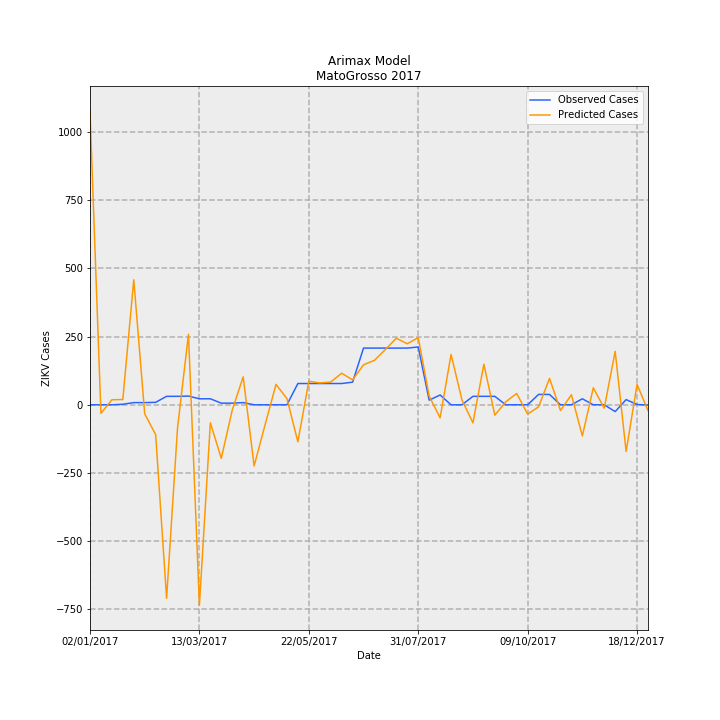 Arimax Model
MatoGrosso 2017
Observed Cases
Predicted Cases
1000
750
500
250
0
−250
−500
−750
ZIKV Cases
02/01/2017
13/03/2017
22/05/2017
31/07/2017
09/10/2017
18/12/2017
Date